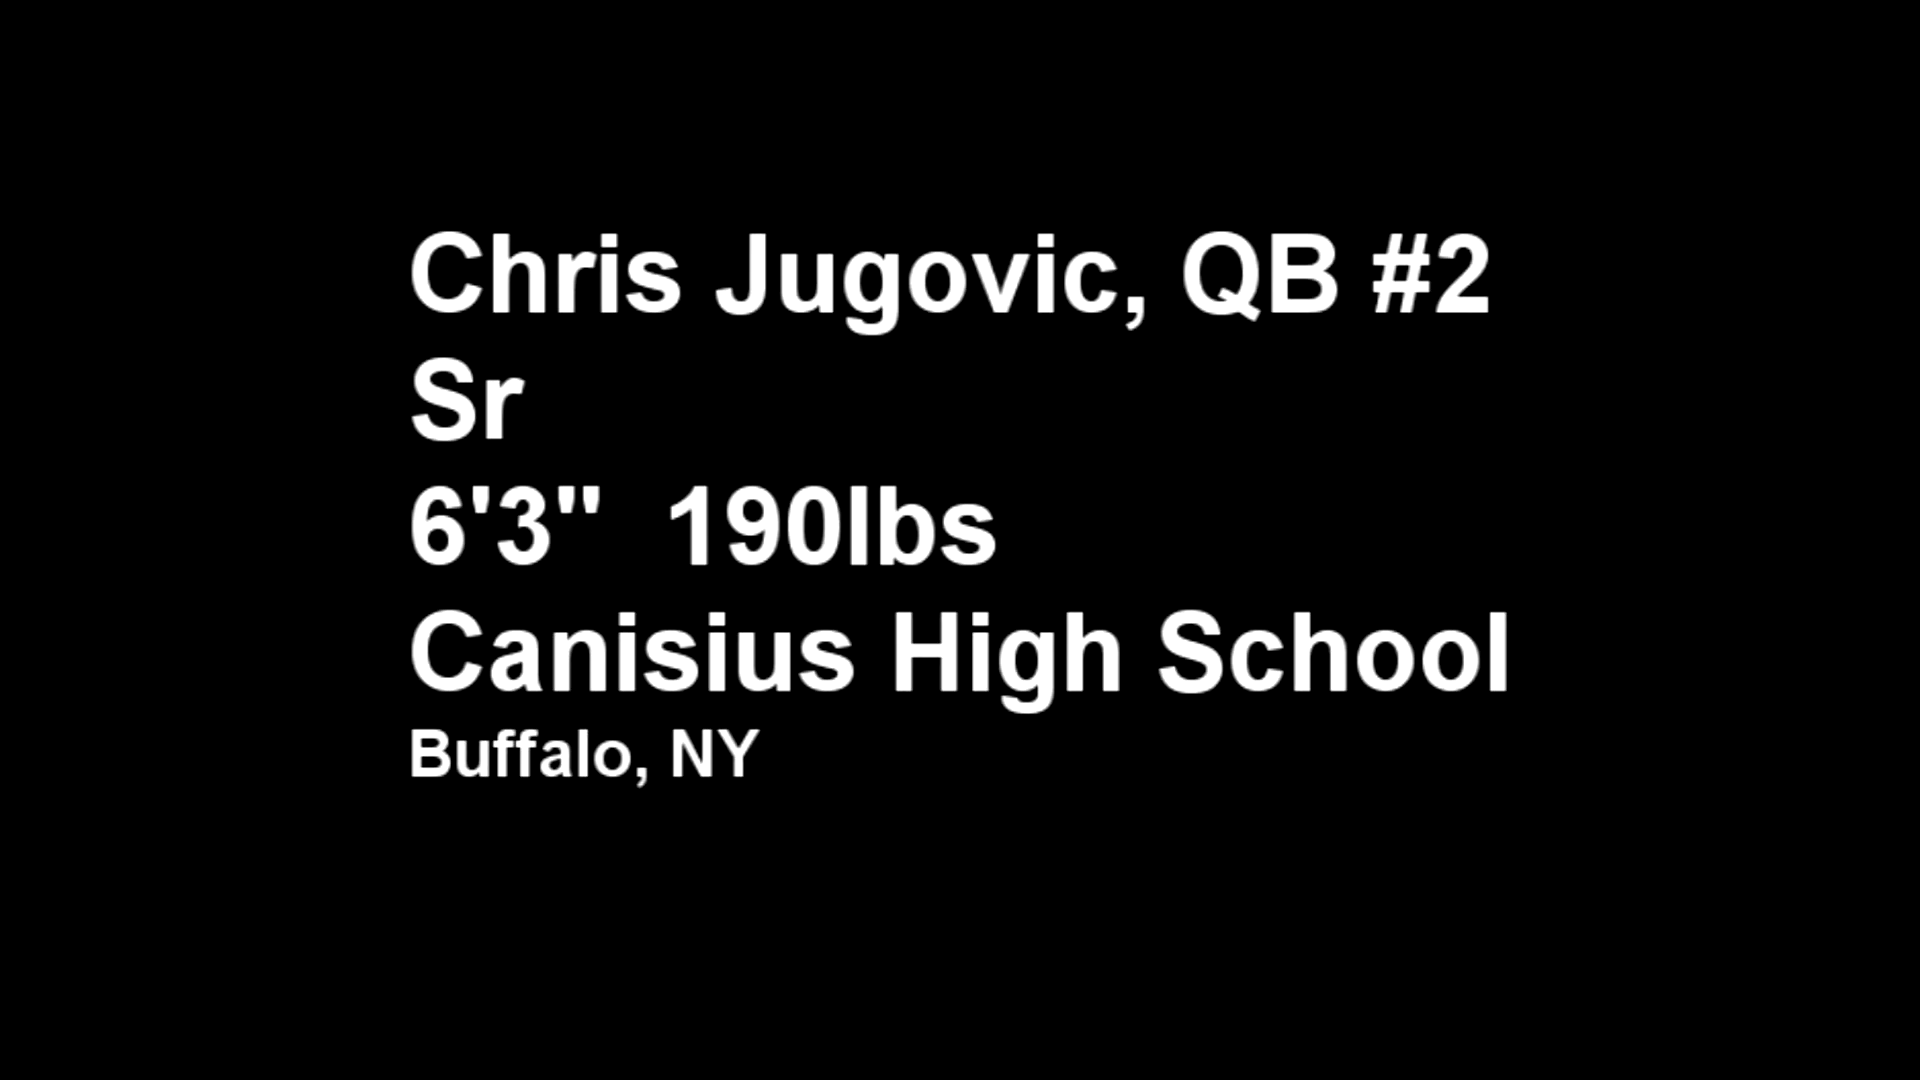 Chris Jugovic, QB #2
Sr
6'3"  190lbs
Canisius High School
Buffalo, NY